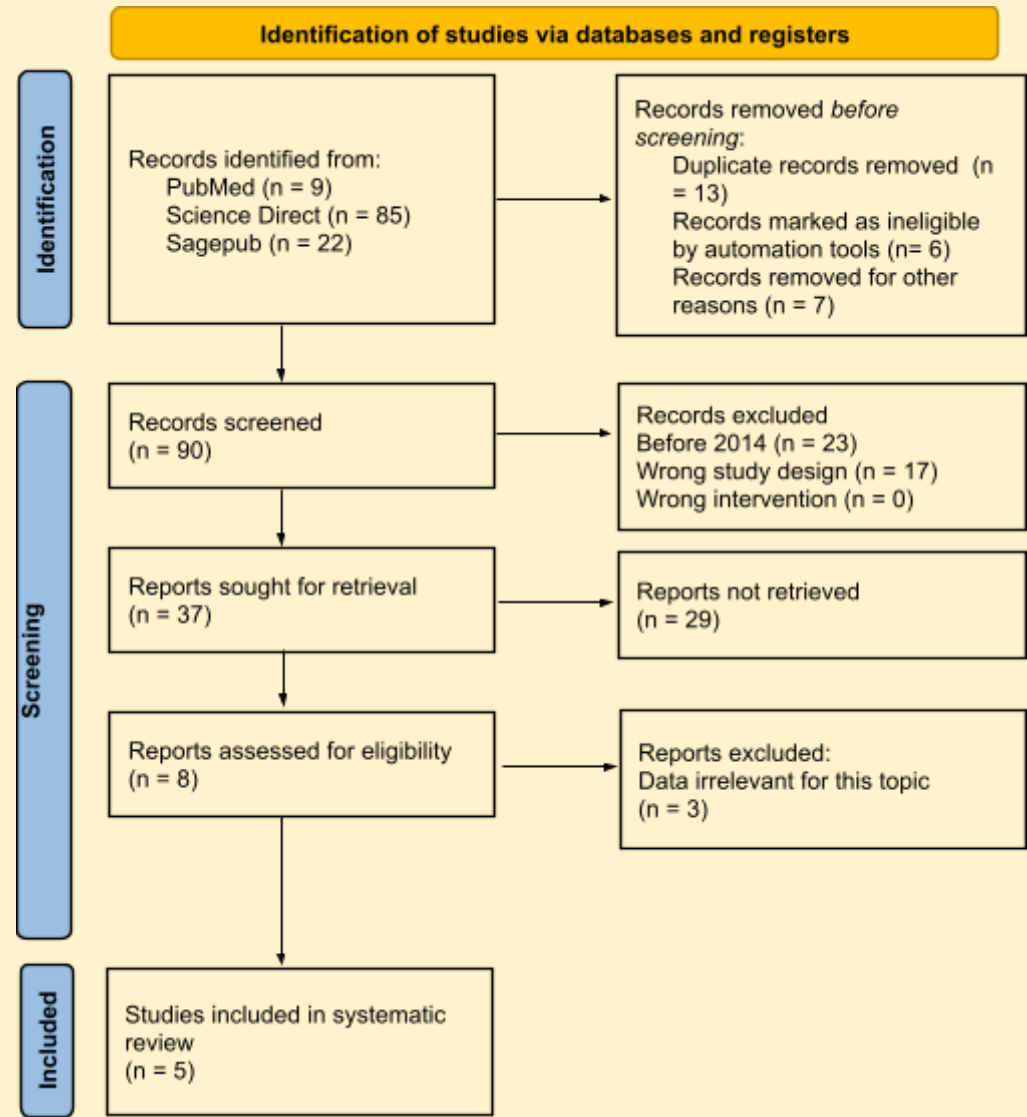 Identification of studies via databases and registers
Identification
Records identified from:
PubMed (n = 9)
Science Direct (n = 85)
Sagepub (n = 22)
Records removed before
screening:
Duplicate records removed (n
= 13)
Records marked as ineligible
by automation tools (n= 6)
Records removed for other
reasons (n = 7)
Screening
Records screened
(n = 90)
Records excluded
Before 2014 (n = 23)
Wrong study design (n = 17)
Wrong intervention (n = 0)
Reports sought for retrieval
(n = 37)
Reports not retrieved
(n = 29)
Reports assessed for eligibility
(n = 8)
Reports excluded:
Data irrelevant for this topic
(n = 3)
Included
Studies included in systematic
review
(n = 5)